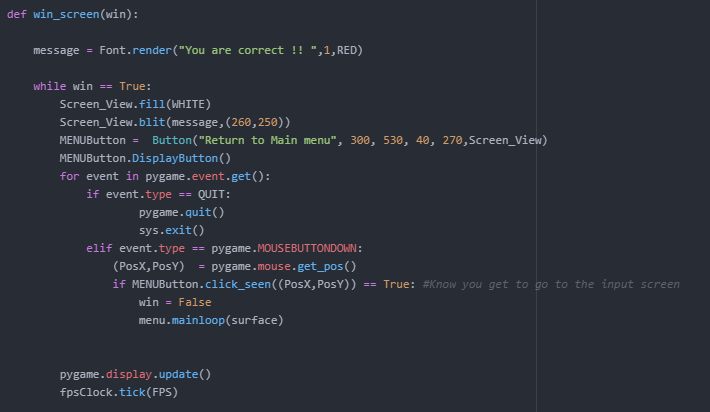 def win_screen(win):
    message = Font.render("You are correct !! ",1,RED)
    while win == True:
        Screen_View.fill(WHITE)
        Screen_View.blit(message,(260,250))
        MENUButton =  Button("Return to Main menu", 300, 530, 40, 270,Screen_View)
        MENUButton.DisplayButton()
        for event in pygame.event.get():
            if event.type == QUIT:
                    pygame.quit()
                    sys.exit()
            elif event.type == pygame.MOUSEBUTTONDOWN:
                (PosX,PosY)  = pygame.mouse.get_pos()
                if MENUButton.click_seen((PosX,PosY)) == True: #Know you get to go to the input screen
                    win = False
                    menu.mainloop(surface)
        pygame.display.update()
        fpsClock.tick(FPS)